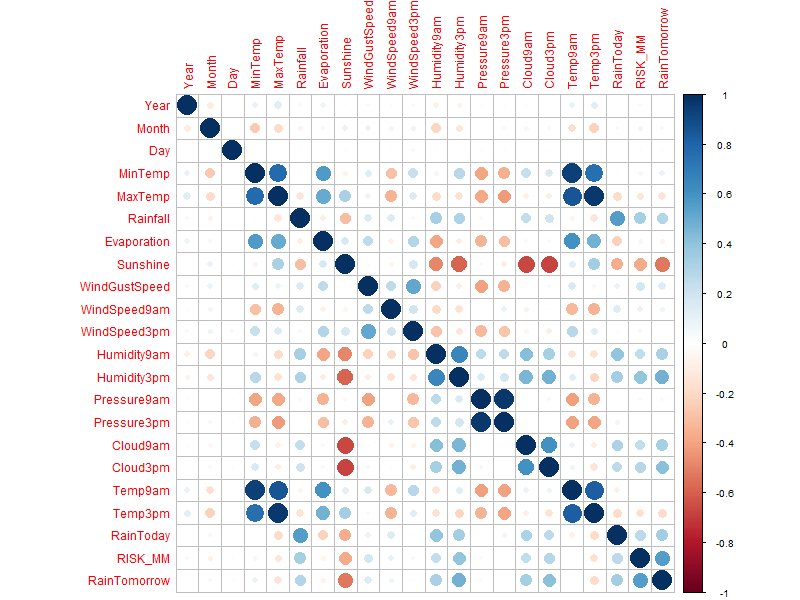 Year
Month
Day
MinTemp
MaxTemp
Rainfall
Evaporation
Sunshine
WindGustSpeed
WindSpeed9am
WindSpeed3pm
Humidity9am
Humidity3pm
Pressure9am
Pressure3pm
Cloud9am
Cloud3pm
Temp9am
Temp3pm
RainToday
RISK_MM
RainTomorrow
Year
Month
Day
MinTemp
MaxTemp
Rainfall
Evaporation
Sunshine
WindGustSpeed
WindSpeed9am
WindSpeed3pm
Humidity9am
Humidity3pm
Pressure9am
Pressure3pm
Cloud9am
Cloud3pm
Temp9am
Temp3pm
RainToday
RISK_MM
RainTomorrow
1
0.8
0.6
0.4
0.2
0
-0.2
-0.4
-0.6
-0.8
-1